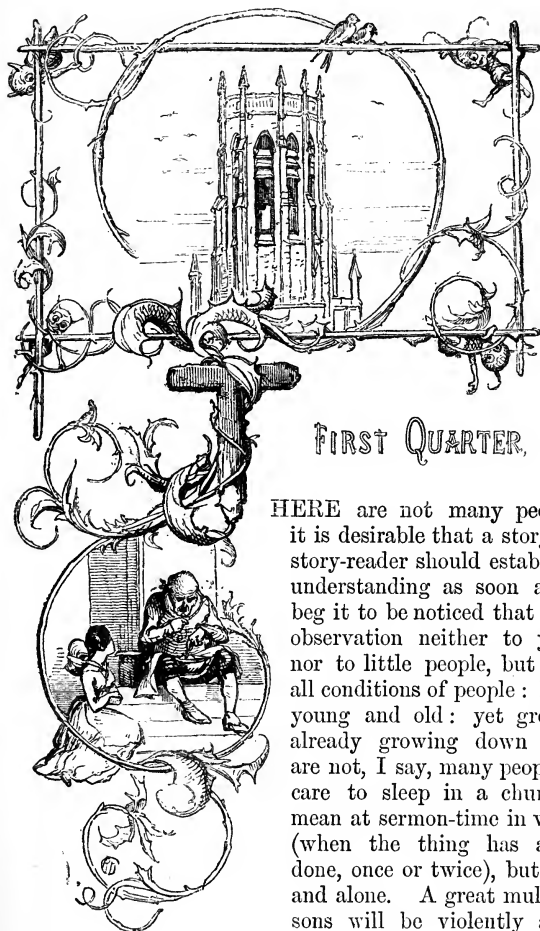 FIRST QUARTER,
THERE are not many peo
it is desirable that a story
story-reader should estab
understanding as soon a
beg it to be noticed that
observation neither to y
nor to little people, but
all conditions of people :
young and old : yet gr
already growing down
are not, I say, many peop
care to sleep in a chur
mean at sermon-time in w
(when the thing has a
done, once or twice), but
and alone. A great mul
sons will be violently a